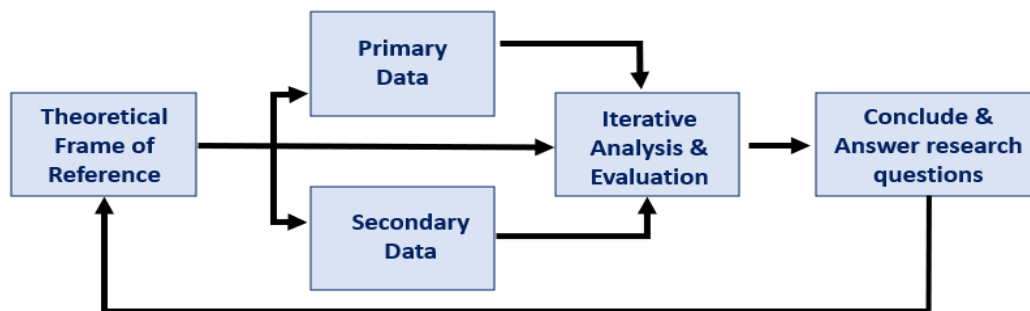 Theoretical
Frame of
Reference
Primary
Data
Secondary
Data
Iterative
Analysis &
Evaluation
Conclude &
Answer research
questions